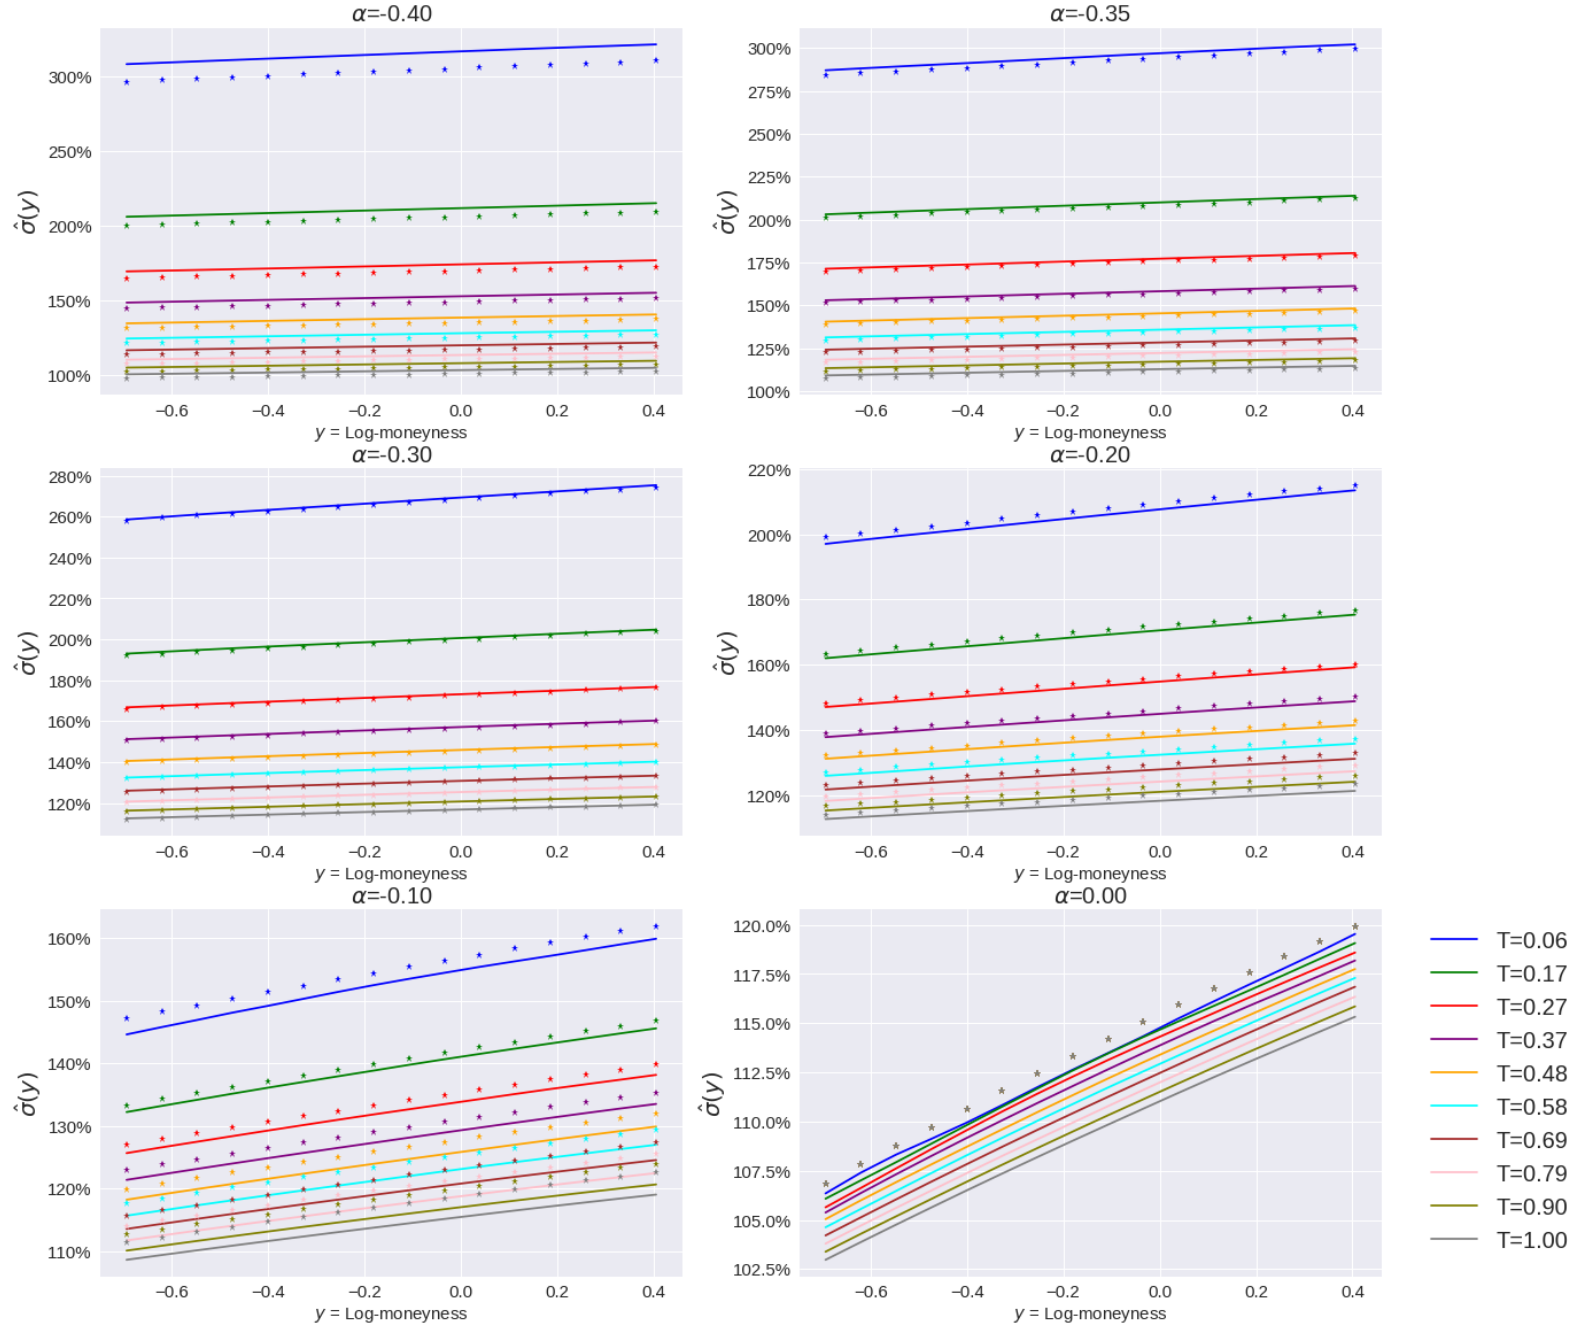 α=-0.40
300%
250%
200%
150%
100%
σ̂(y)
−0.6 −0.4 −0.2 0.0 0.2 0.4
y = Log-moneyness
α=-0.35
300%
275%
250%
225%
200%
175%
150%
125%
100%
σ̂(y)
−0.6 −0.4 −0.2 0.0 0.2 0.4
y = Log-moneyness
α=-0.30
280%
260%
240%
220%
200%
180%
160%
140%
120%
σ̂(y)
−0.6 −0.4 −0.2 0.0 0.2 0.4
y = Log-moneyness
α=-0.20
220%
200%
180%
160%
140%
120%
σ̂(y)
−0.6 −0.4 −0.2 0.0 0.2 0.4
y = Log-moneyness
α=-0.10
160%
150%
140%
130%
120%
110%
σ̂(y)
−0.6 −0.4 −0.2 0.0 0.2 0.4
y = Log-moneyness
α=0.00
120.0%
117.5%
115.0%
112.5%
110.0%
107.5%
105.0%
102.5%
σ̂(y)
−0.6 −0.4 −0.2 0.0 0.2 0.4
y = Log-moneyness
T=0.06
T=0.17
T=0.27
T=0.37
T=0.48
T=0.58
T=0.69
T=0.79
T=0.90
T=1.00